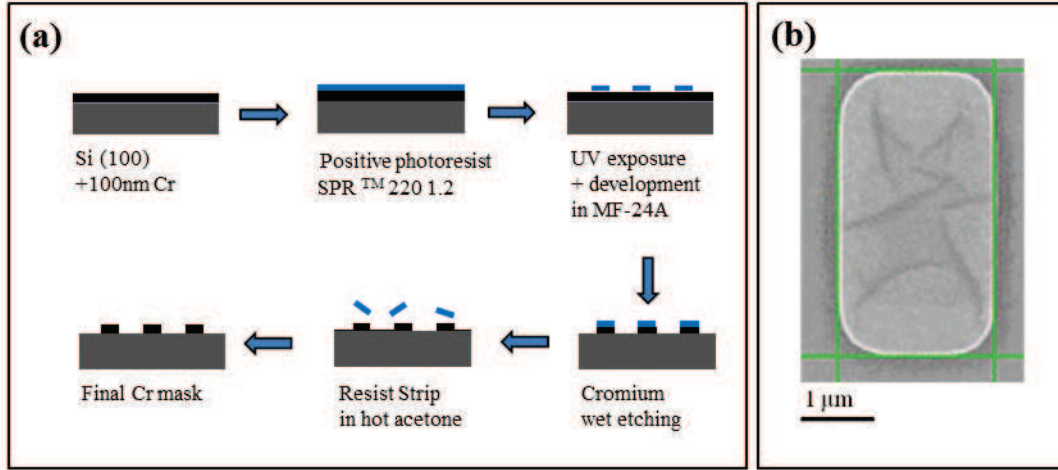 (a)
Si (100)
+100nm Cr
Positive photoresist
SPR ™ 220 1.2
UV exposure
+ development
in MF-24A
Final Cr mask
Resist Strip
in hot acetone
Cromium
wet etching
(b)
1 μm